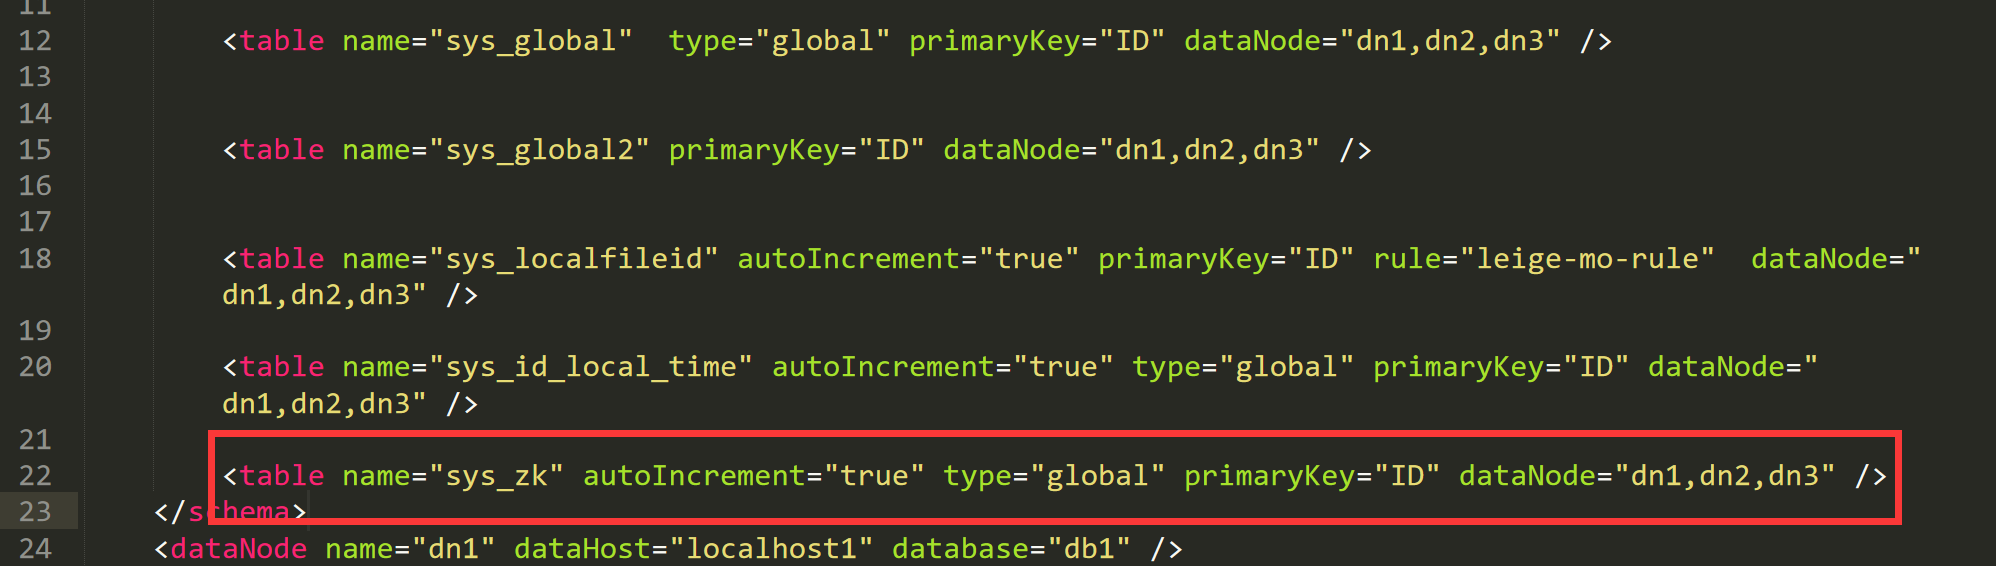 11
12 <table name="sys_global"  type="global" primaryKey="ID" dataNode="dn1,dn2,dn3" />
13
14
15 <table name="sys_global2" primaryKey="ID" dataNode="dn1,dn2,dn3" />
16
17
18 <table name="sys_localfileid" autoIncrement="true" primaryKey="ID" rule="leige-mo-rule"  dataNode="
dn1,dn2,dn3" />
19
20 <table name="sys_id_local_time" autoIncrement="true" type="global" primaryKey="ID" dataNode="
dn1,dn2,dn3" />
21
22 <table name="sys_zk" autoIncrement="true" type="global" primaryKey="ID" dataNode="dn1,dn2,dn3" />
23 </schema>
24 <dataNode name="dn1" dataHost="localhost1" database="db1" />